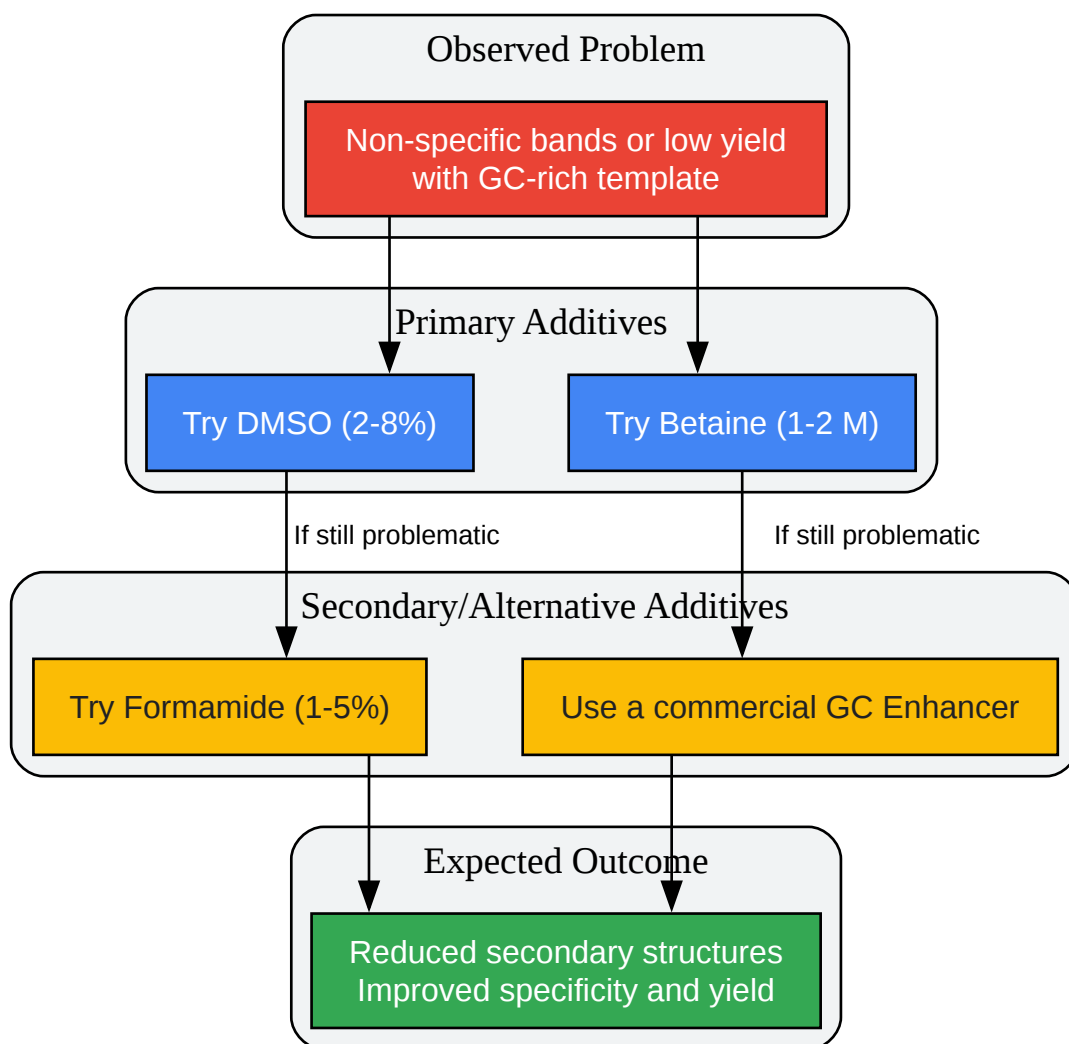 Observed Problem
Non-specific bands or low yield
with GC-rich template
Primary Additives
Try DMSO (2-8%)
Try Betaine (1-2 M)
If still problematic
If still problematic
Secondary/Alternative Additives
Try Formamide (1-5%)
Use a commercial GC Enhancer
Expected Outcome
Reduced secondary structures
Improved specificity and yield